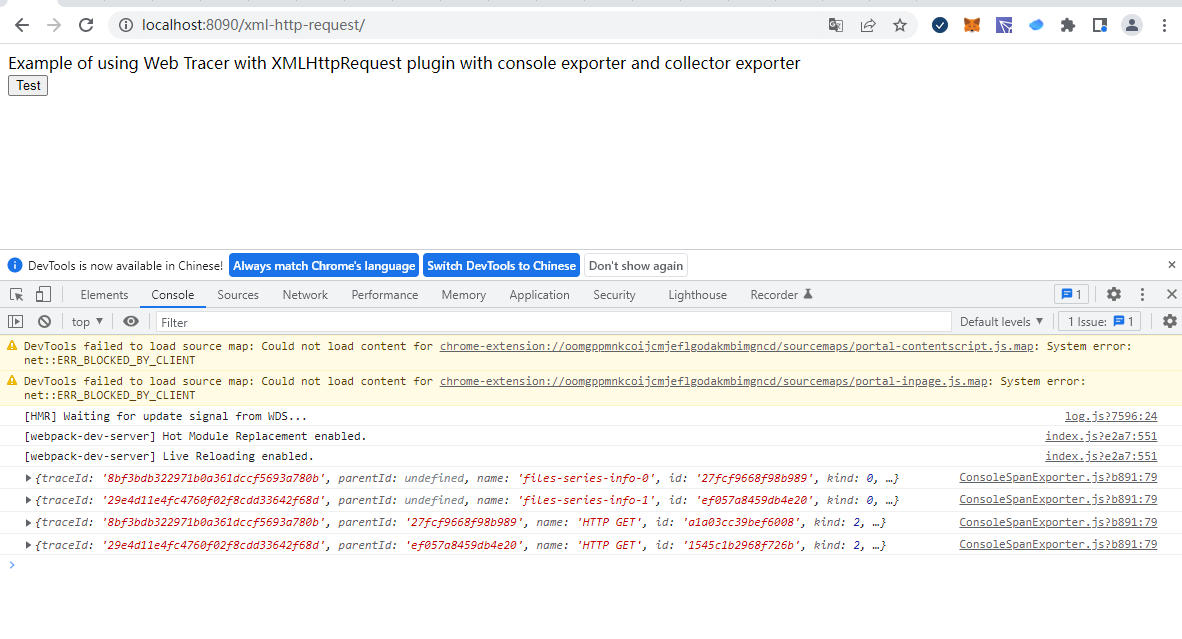 localhost:8090/xml-http-request/
Example of using Web Tracer with XMLHttpRequest plugin with console exporter and collector exporter
Test
DevTools is now available in Chinese! Always match Chrome's language Switch DevTools to Chinese Don't show again
Elements Console Sources Network Performance Memory Application Security Lighthouse Recorder 1
top Filter Default levels 1 Issue: 1
DevTools failed to load source map: Could not load content for chrome-extension://oomgppmnkcoijcmjeflgodakmbimgncd/sourcemaps/portal-contentscript.js.map: System error:
net::ERR_BLOCKED_BY_CLIENT
DevTools failed to load source map: Could not load content for chrome-extension://oomgppmnkcoijcmjeflgodakmbimgncd/sourcemaps/portal-inpage.js.map: System error:
net::ERR_BLOCKED_BY_CLIENT
[HMR] Waiting for update signal from WDS... log.js?7596:24
[webpack-dev-server] Hot Module Replacement enabled. index.js?e2a7:551
[webpack-dev-server] Live Reloading enabled. index.js?e2a7:551
{traceId: '8bf3bdb322971b0a361dccf5693a780b', parentId: undefined, name: 'files-series-info-0', id: '27fcf9668f98b989', kind: 0, …} ConsoleSpanExporter.js?b891:79
{traceId: '29e4d11e4fc4760f02f8cdd33642f68d', parentId: undefined, name: 'files-series-info-1', id: 'ef057a8459db4e20', kind: 0, …} ConsoleSpanExporter.js?b891:79
{traceId: '8bf3bdb322971b0a361dccf5693a780b', parentId: '27fcf9668f98b989', name: 'HTTP GET', id: 'a1a03cc39bef6008', kind: 2, …} ConsoleSpanExporter.js?b891:79
{traceId: '29e4d11e4fc4760f02f8cdd33642f68d', parentId: 'ef057a8459db4e20', name: 'HTTP GET', id: '1545c1b2968f726b', kind: 2, …} ConsoleSpanExporter.js?b891:79